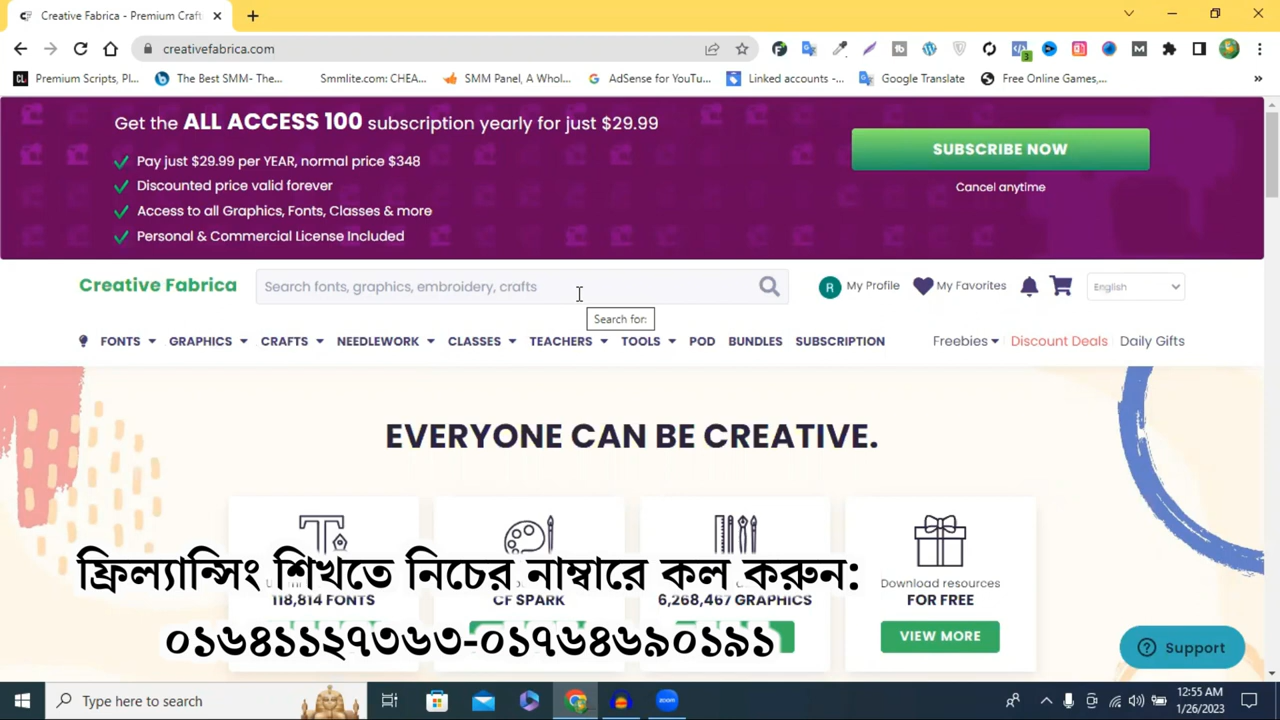 Creative Fabrica - Premium Craft
creativefabrica.com
Premium Scripts, Pl...
The Best SMM- The...
Smmlite.com: CHEA...
SMM Panel, A Whol...
AdSense for YouTu...
Linked accounts -...
Google Translate
Free Online Games,...
Get the ALL ACCESS 100 subscription yearly for just $29.99
Pay just $29.99 per YEAR, normal price $348
Discounted price valid forever
Access to all Graphics, Fonts, Classes & more
Personal & Commercial License Included
SUBSCRIBE NOW
Cancel anytime
Creative Fabrica
Search fonts, graphics, embroidery, crafts
R My Profile
My Favorites
English
Search for:
FONTS GRAPHICS CRAFTS NEEDLEWORK CLASSES TEACHERS TOOLS POD BUNDLES SUBSCRIPTION Freebies Discount Deals Daily Gifts
EVERYONE CAN BE CREATIVE.
Download resources
118,814 FONTS
CF SPARK
6,268,467 GRAPHICS
FOR FREE
VIEW MORE
ফ্রিল্যান্সিং শিখতে নিচের নাম্বারে কল করুন:
০১৬৪১১২৭৩৬৩-০১৭৬৪৬৯০১৯১
Support
Type here to search
zoom
12:55 AM
1/26/2023